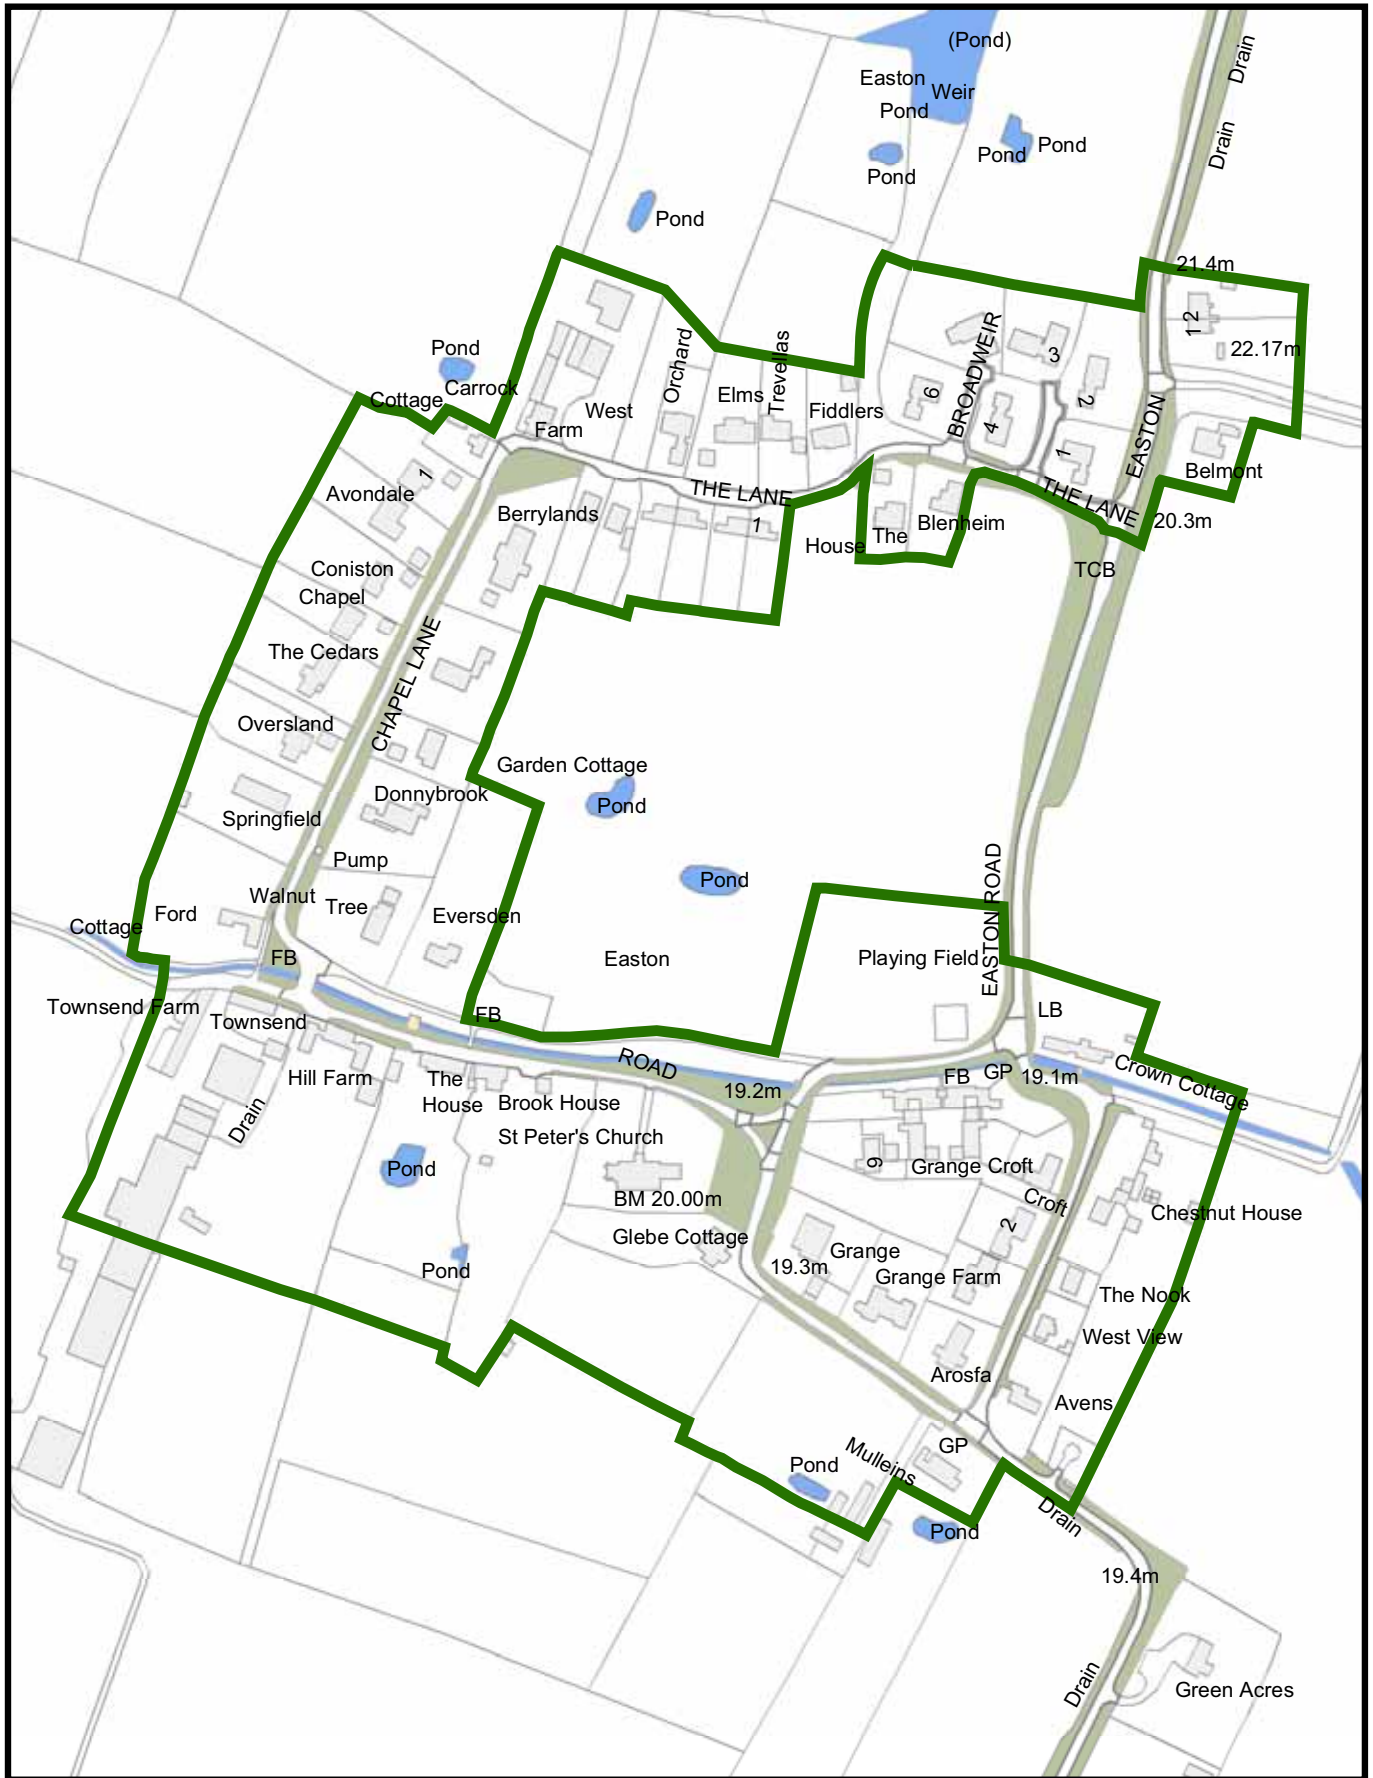 (Pond)
Easton
Weir
Pond
Pond
Pond
Pond
Drain
Drain
Pond
21.4m
1 2
22.17m
Pond
Cottage
Carrock
Orchard
Elms
Trevellas
Fiddlers
West
Farm
BROADWEIR
6
4
3
2
1
EASTON
Belmont
Avondale
1
Berrylands
THE LANE
1
House
The
Blenheim
THE LANE
20.3m
TCB
Coniston
Chapel
The Cedars
CHAPEL LANE
Oversland
Garden Cottage
Pond
Donnybrook
Springfield
Pump
Pond
Walnut
Tree
Eversden
Ford
Cottage
FB
Easton
Playing Field
EASTON ROAD
Townsend Farm
Townsend
FB
LB
Hill Farm
The
House
Brook House
ROAD
19.2m
FB
GP
19.1m
Crown Cottage
Drain
St Peter's Church
Pond
BM 20.00m
9
Grange Croft
Croft
2
Chestnut House
Glebe Cottage
Pond
19.3m
Grange
Grange Farm
The Nook
West View
Arosfa
Avens
GP
Mulleins
Pond
Pond
Drain
19.4m
Drain
Green Acres